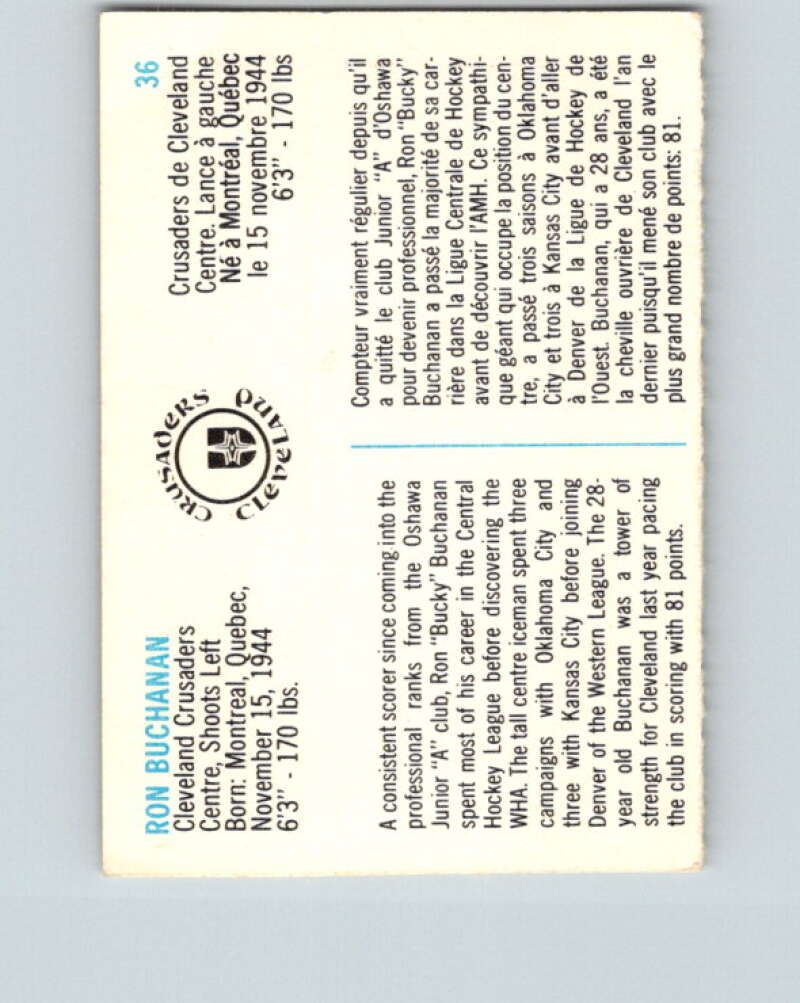 RON BUCHANAN
Cleveland Crusaders
Centre, Shoots Left
Born: Montreal, Quebec,
November 15, 1944
6'3" - 170 lbs.
CRUSADERS
CLEVELAND
36
Crusaders de Cleveland
Centre. Lance à gauche
Né à Montréal, Québec
le 15 novembre 1944
6'3" - 170 lbs
A consistent scorer since coming into the
professional ranks from the Oshawa
Junior "A" club, Ron "Bucky" Buchanan
spent most of his career in the Central
Hockey League before discovering the
WHA. The tall centre iceman spent three
campaigns with Oklahoma City and
three with Kansas City before joining
Denver of the Western League. The 28-
year old Buchanan was a tower of
strength for Cleveland last year pacing
the club in scoring with 81 points.
Compteur vraiment régulier depuis qu'il
a quitté le club Junior "A" d'Oshawa
pour devenir professionnel, Ron "Bucky"
Buchanan a passé la majorité de sa car-
rière dans la Ligue Centrale de Hockey
avant de découvrir l'AMH. Ce sympathi-
que géant qui occupe la position du cen-
tre, a passé trois saisons à Oklahoma
City et trois à Kansas City avant d'aller
à Denver de la Ligue de Hockey de
l'Ouest. Buchanan, qui a 28 ans, a été
la cheville ouvrière de Cleveland l'an
dernier puisqu'il mené son club avec le
plus grand nombre de points: 81.